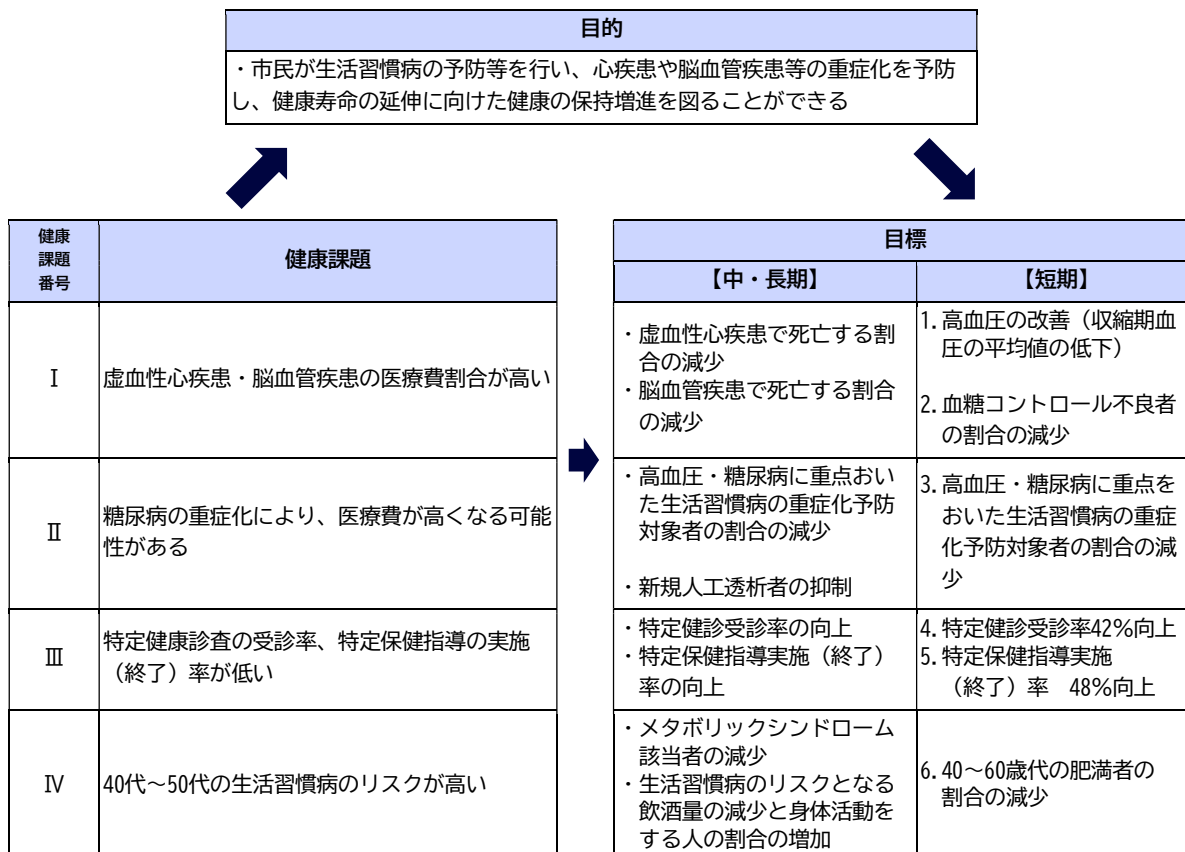 目的
・市民が生活習慣病の予防等を行い、心疾患や脳血管疾患等の重症化を予防
し、健康寿命の延伸に向けた健康の保持増進を図ることができる
健康
課題
番号
健康課題
Ⅰ
虚血性心疾患・脳血管疾患の医療費割合が高い
Ⅱ
糖尿病の重症化により、医療費が高くなる可能
性がある
Ⅲ
特定健康診査の受診率、特定保健指導の実施
（終了）率が低い
Ⅳ
40代～50代の生活習慣病のリスクが高い
目標
【中・長期】
【短期】
・虚血性心疾患で死亡する割
合の減少
・脳血管疾患で死亡する割合
の減少
1.高血圧の改善（収縮期血
圧の平均値の低下）
2.血糖コントロール不良者
の割合の減少
・高血圧・糖尿病に重点おい
た生活習慣病の重症化予防
対象者の割合の減少
・新規人工透析者の抑制
3.高血圧・糖尿病に重点を
おいた生活習慣病の重症
化予防対象者の割合の減
少
・特定健診受診率の向上
・特定保健指導実施（終了）
率の向上
4.特定健診受診率42%向上
5.特定保健指導実施
（終了）率　48%向上
・メタボリックシンドローム
該当者の減少
・生活習慣病のリスクとなる
飲酒量の減少と身体活動を
する人の割合の増加
6.40～60歳代の肥満者の
割合の減少